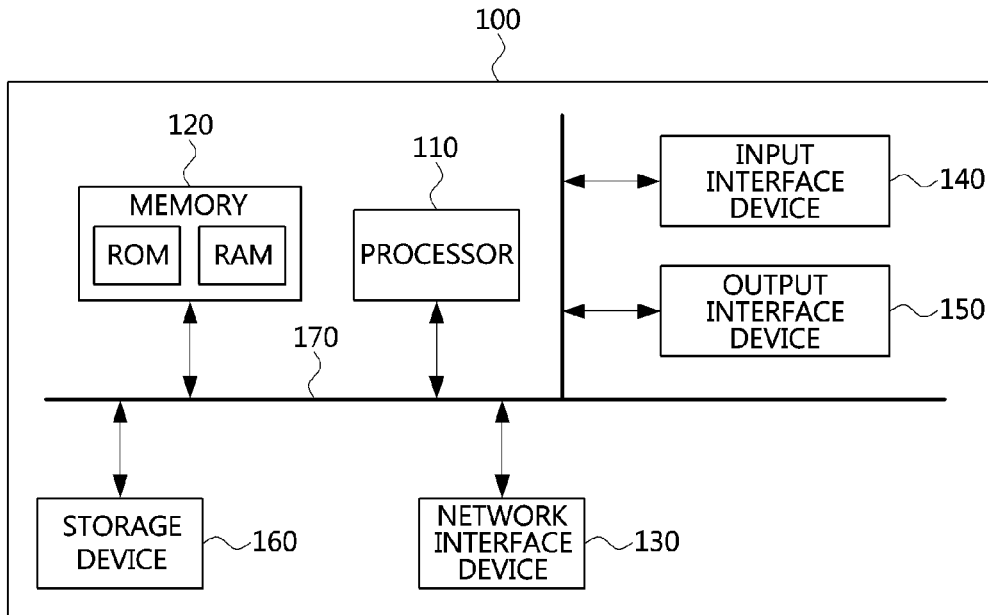 100
120
110
MEMORY
ROM
RAM
PROCESSOR
INPUT
INTERFACE
DEVICE
140
OUTPUT
INTERFACE
DEVICE
150
170
STORAGE
DEVICE
160
NETWORK
INTERFACE
DEVICE
130